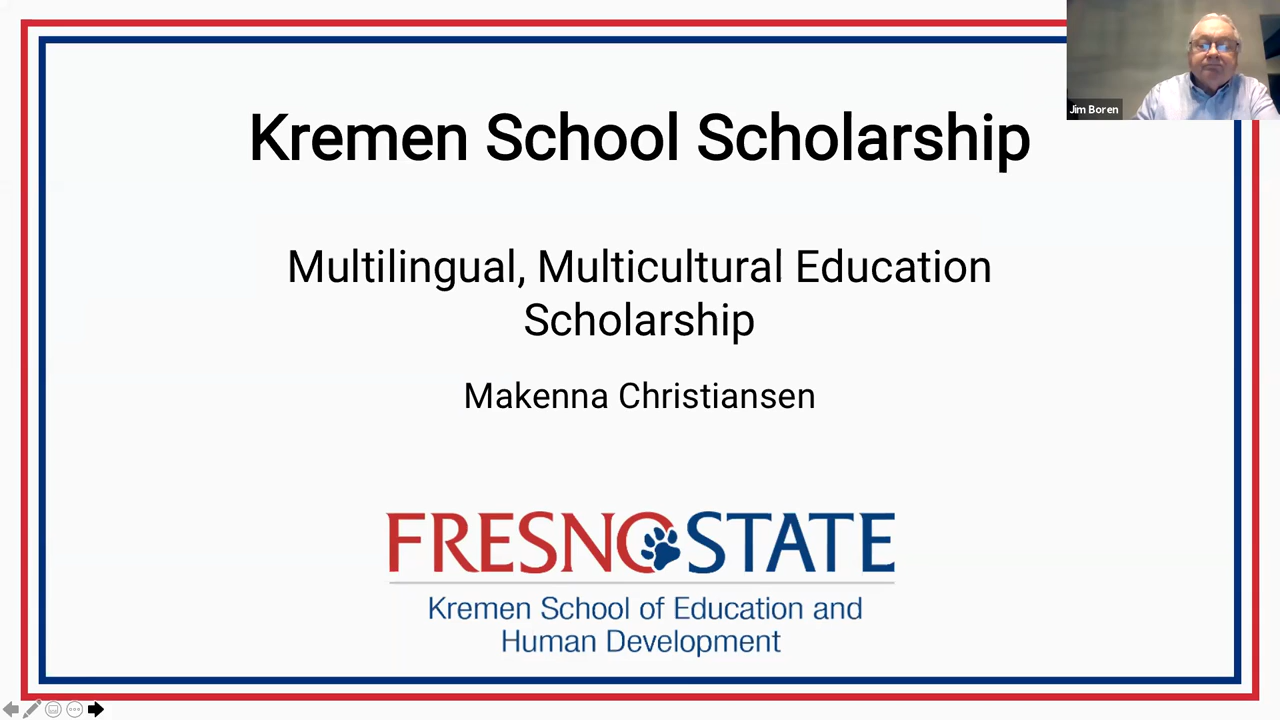 Kremen School Scholarship
Jim Boren
Multilingual, Multicultural Education
Scholarship
Makenna Christiansen
FRESNO STATE
Kremen School of Education and
Human Development